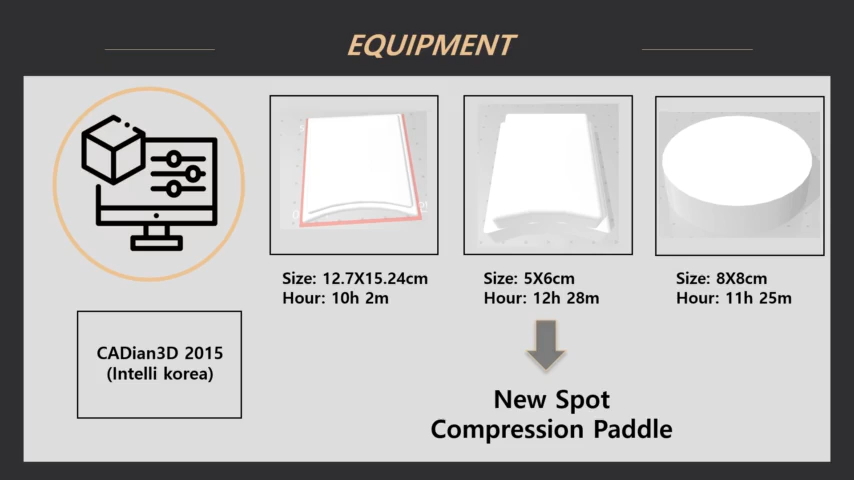 EQUIPMENT
Size: 12.7X15.24cm
Hour: 10h 2m
Size: 5X6cm
Hour: 12h 28m
Size: 8X8cm
Hour: 11h 25m
CADian3D 2015
(Intelli korea)
New Spot
Compression Paddle